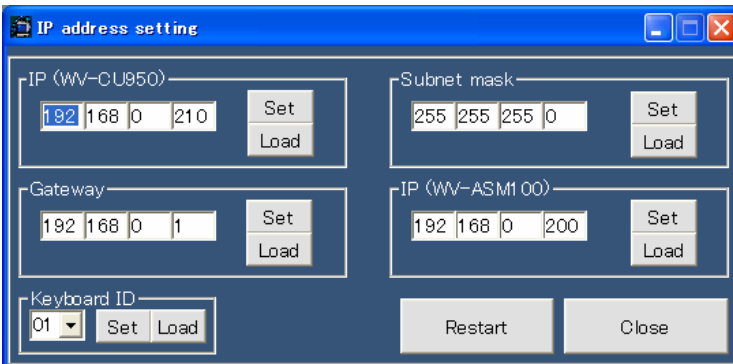 IP address setting
IP (WV-CU950)
192 168 0 210
Set
Load
Subnet mask
255 255 255 0
Set
Load
Gateway
192 168 0 1
Set
Load
IP (WV-ASM100)
192 168 0 200
Set
Load
Keyboard ID
01 Set Load
Restart
Close